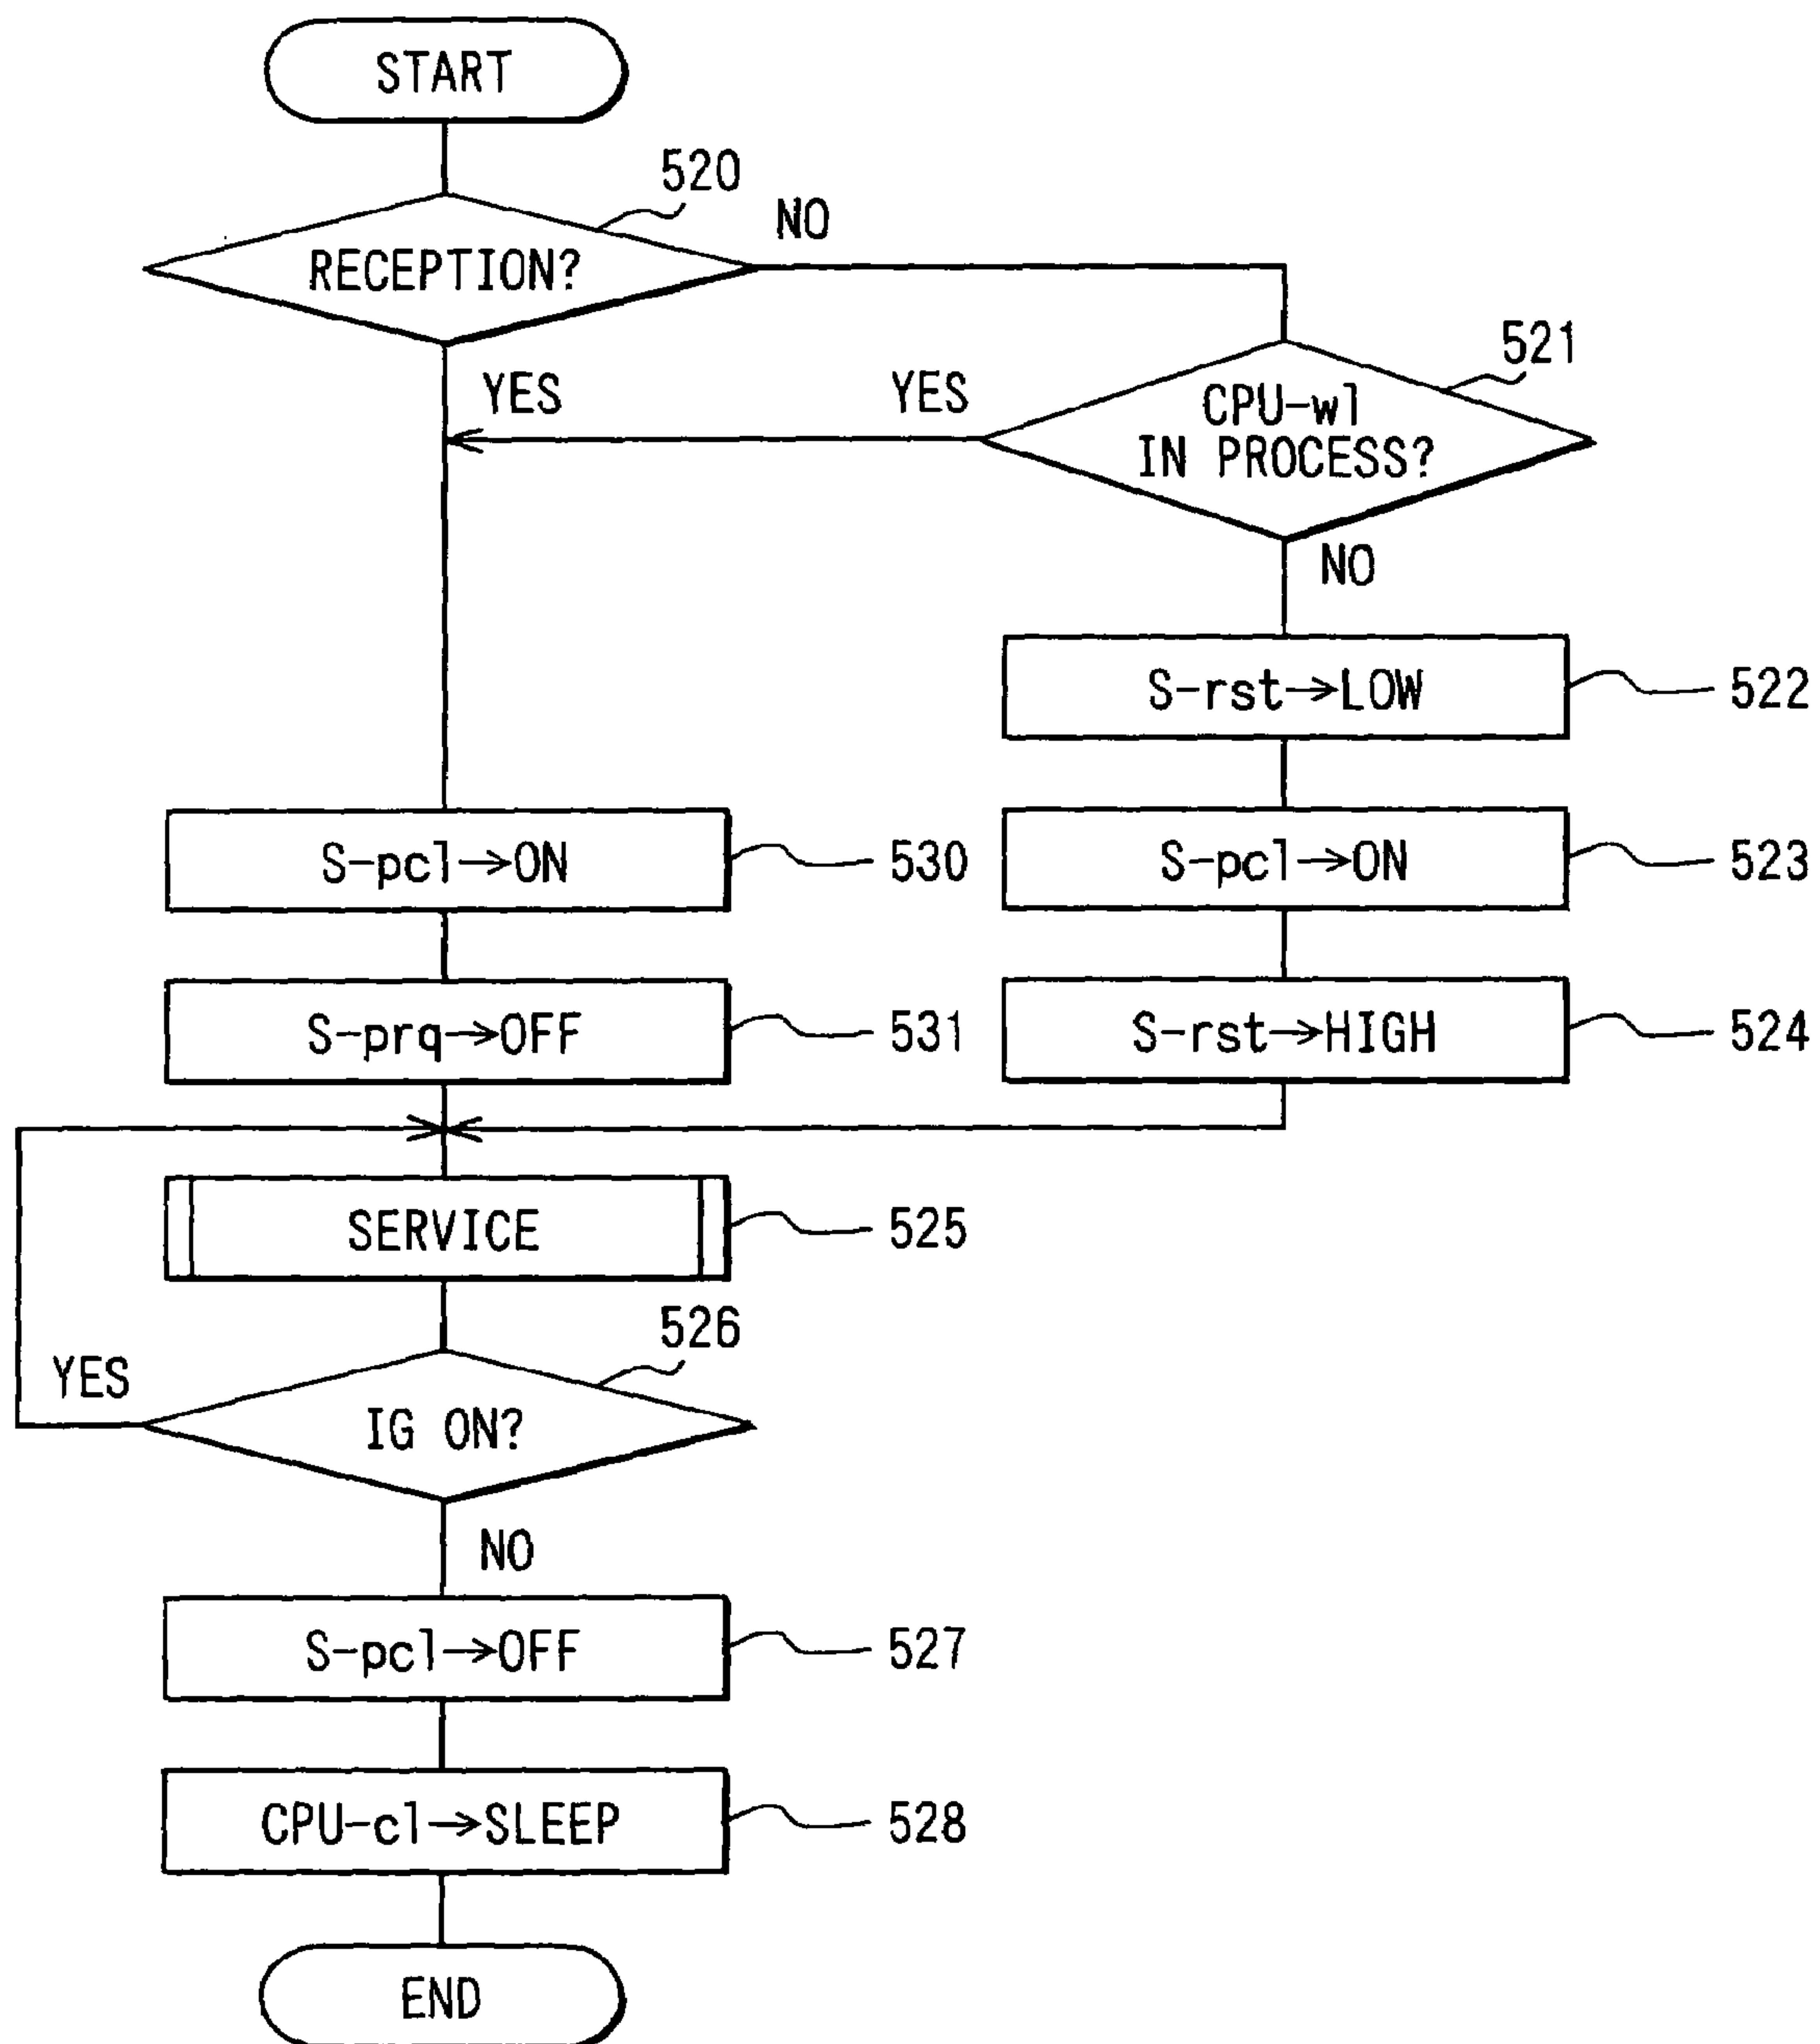 START
520
NO
RECEPTION?
521
YES
YES
CPU-wl
IN PROCESS?
NO
S-rst→LOW
522
S-pcl→ON
530
S-pcl→ON
523
S-prq→OFF
531
S-rst→HIGH
524
SERVICE
525
526
YES
IG ON?
NO
S-pcl→OFF
527
CPU-cl→SLEEP
528
END